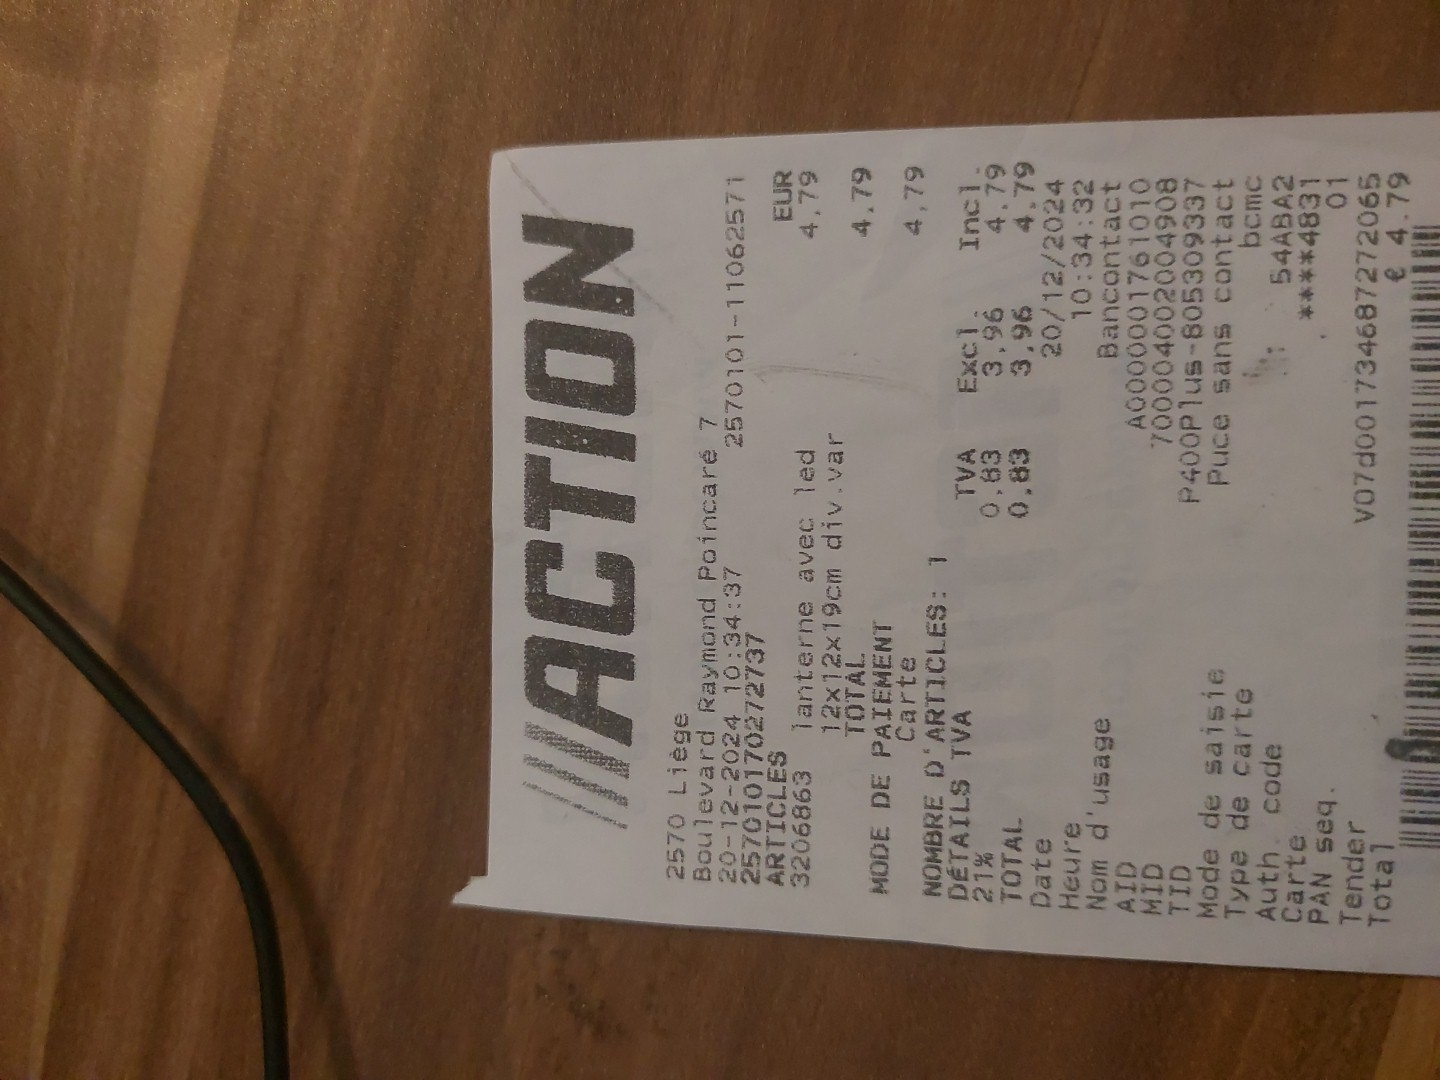 ACTION
2570 Liège
Boulevard Raymond Poincaré 7
20-12-2024 10:34:37 2570101-11062571
2570101702727​37
ARTICLES EUR
3206863 lanterne avec led 4,79
12x12x19cm div.var
TOTAL 4,79
MODE DE PAIEMENT
Carte 4,79
NOMBRE D'ARTICLES: 1
DÉTAILS TVA TVA Excl. Incl.
21% 0,83 3,96 4,79
TOTAL 0,83 3,96 4,79
Date 20/12/2024
Heure 10:34:32
Nom d'usage Bancontact
AID A0000001761010
MID 700004002004908
TID P400Plus-805309337
Mode de saisie Puce sans contact
Type de carte bcmc
Auth. code 54ABA2
Carte ****4831
PAN seq. 01
Tender V07d001734687272065
Total € 4.79